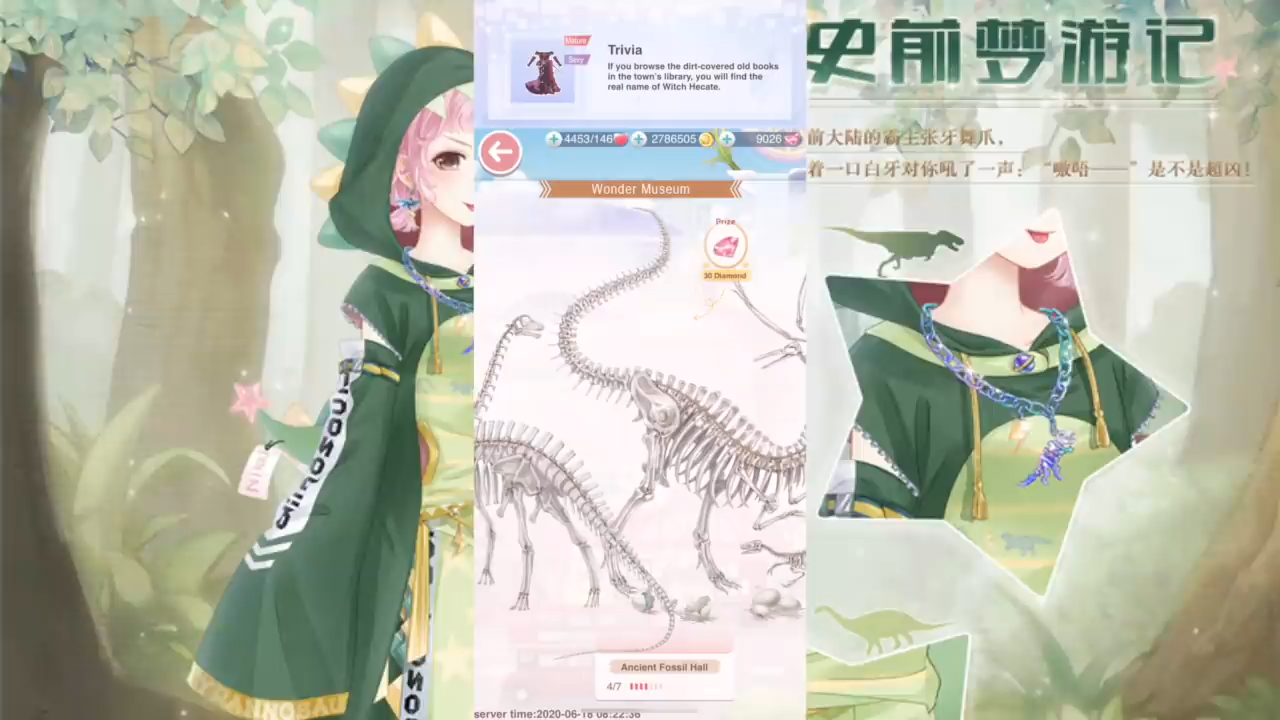 Mature
Sexy
Trivia
If you browse the dirt-covered old books
in the town's library, you will find the
real name of Witch Hecate.
4453/146
2786505
9026
Wonder Museum
Prize
30 Diamond
Ancient Fossil Hall
4/7
server time:2020-06-18 08:22:36
史前梦游记
前大陆的霸主张牙舞爪，
着一口白牙对你吼了一声：“嗷唔——”是不是超凶！